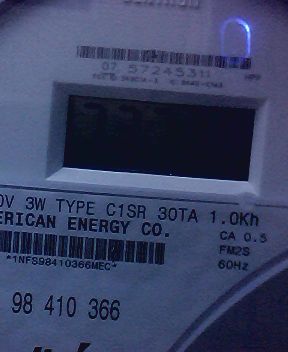 07 57245311
0V 3W TYPE C1SR 30TA 1.0Kh
ERICAN ENERGY CO.
CA 0.5
FM2S
*1NFS98410366MEC*
60Hz
98 410 366